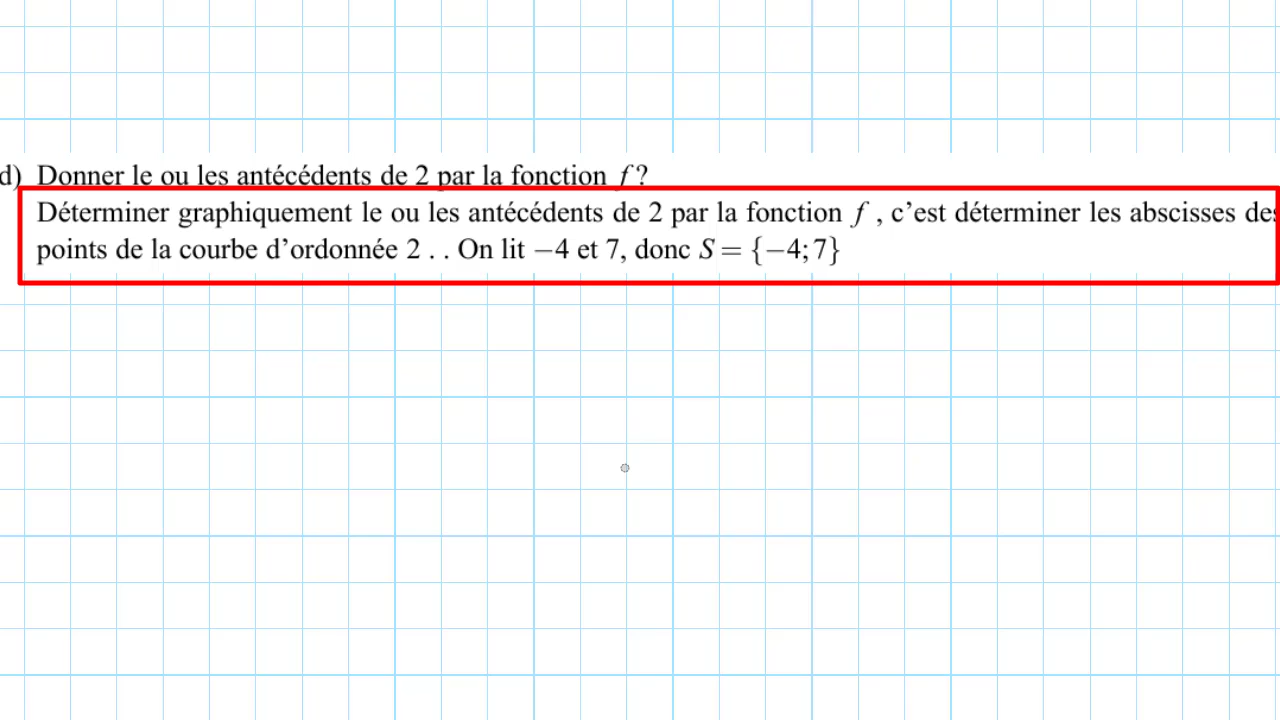 d) Donner le ou les antécédents de 2 par la fonction f ?
Déterminer graphiquement le ou les antécédents de 2 par la fonction f , c’est déterminer les abscisses des
points de la courbe d’ordonnée 2 . . On lit −4 et 7, donc S = {−4; 7}